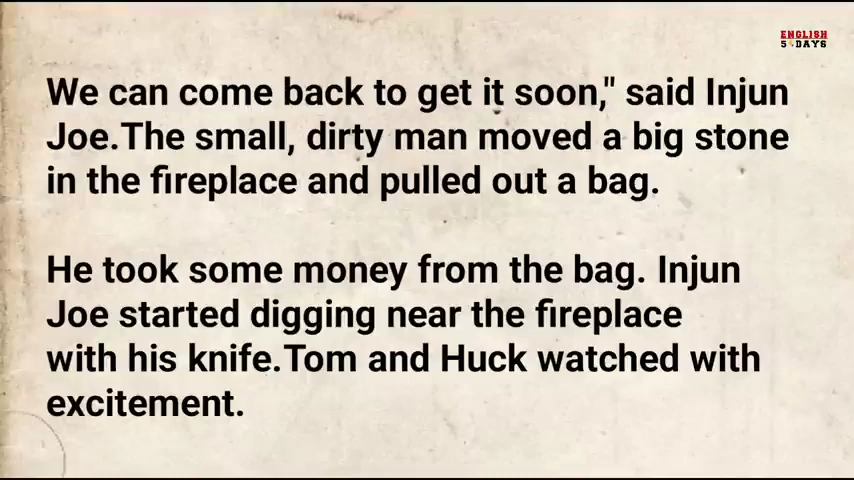 ENGLISH
5 DAYS
We can come back to get it soon," said Injun
Joe.The small, dirty man moved a big stone
in the fireplace and pulled out a bag.
He took some money from the bag. Injun
Joe started digging near the fireplace
with his knife.Tom and Huck watched with
excitement.